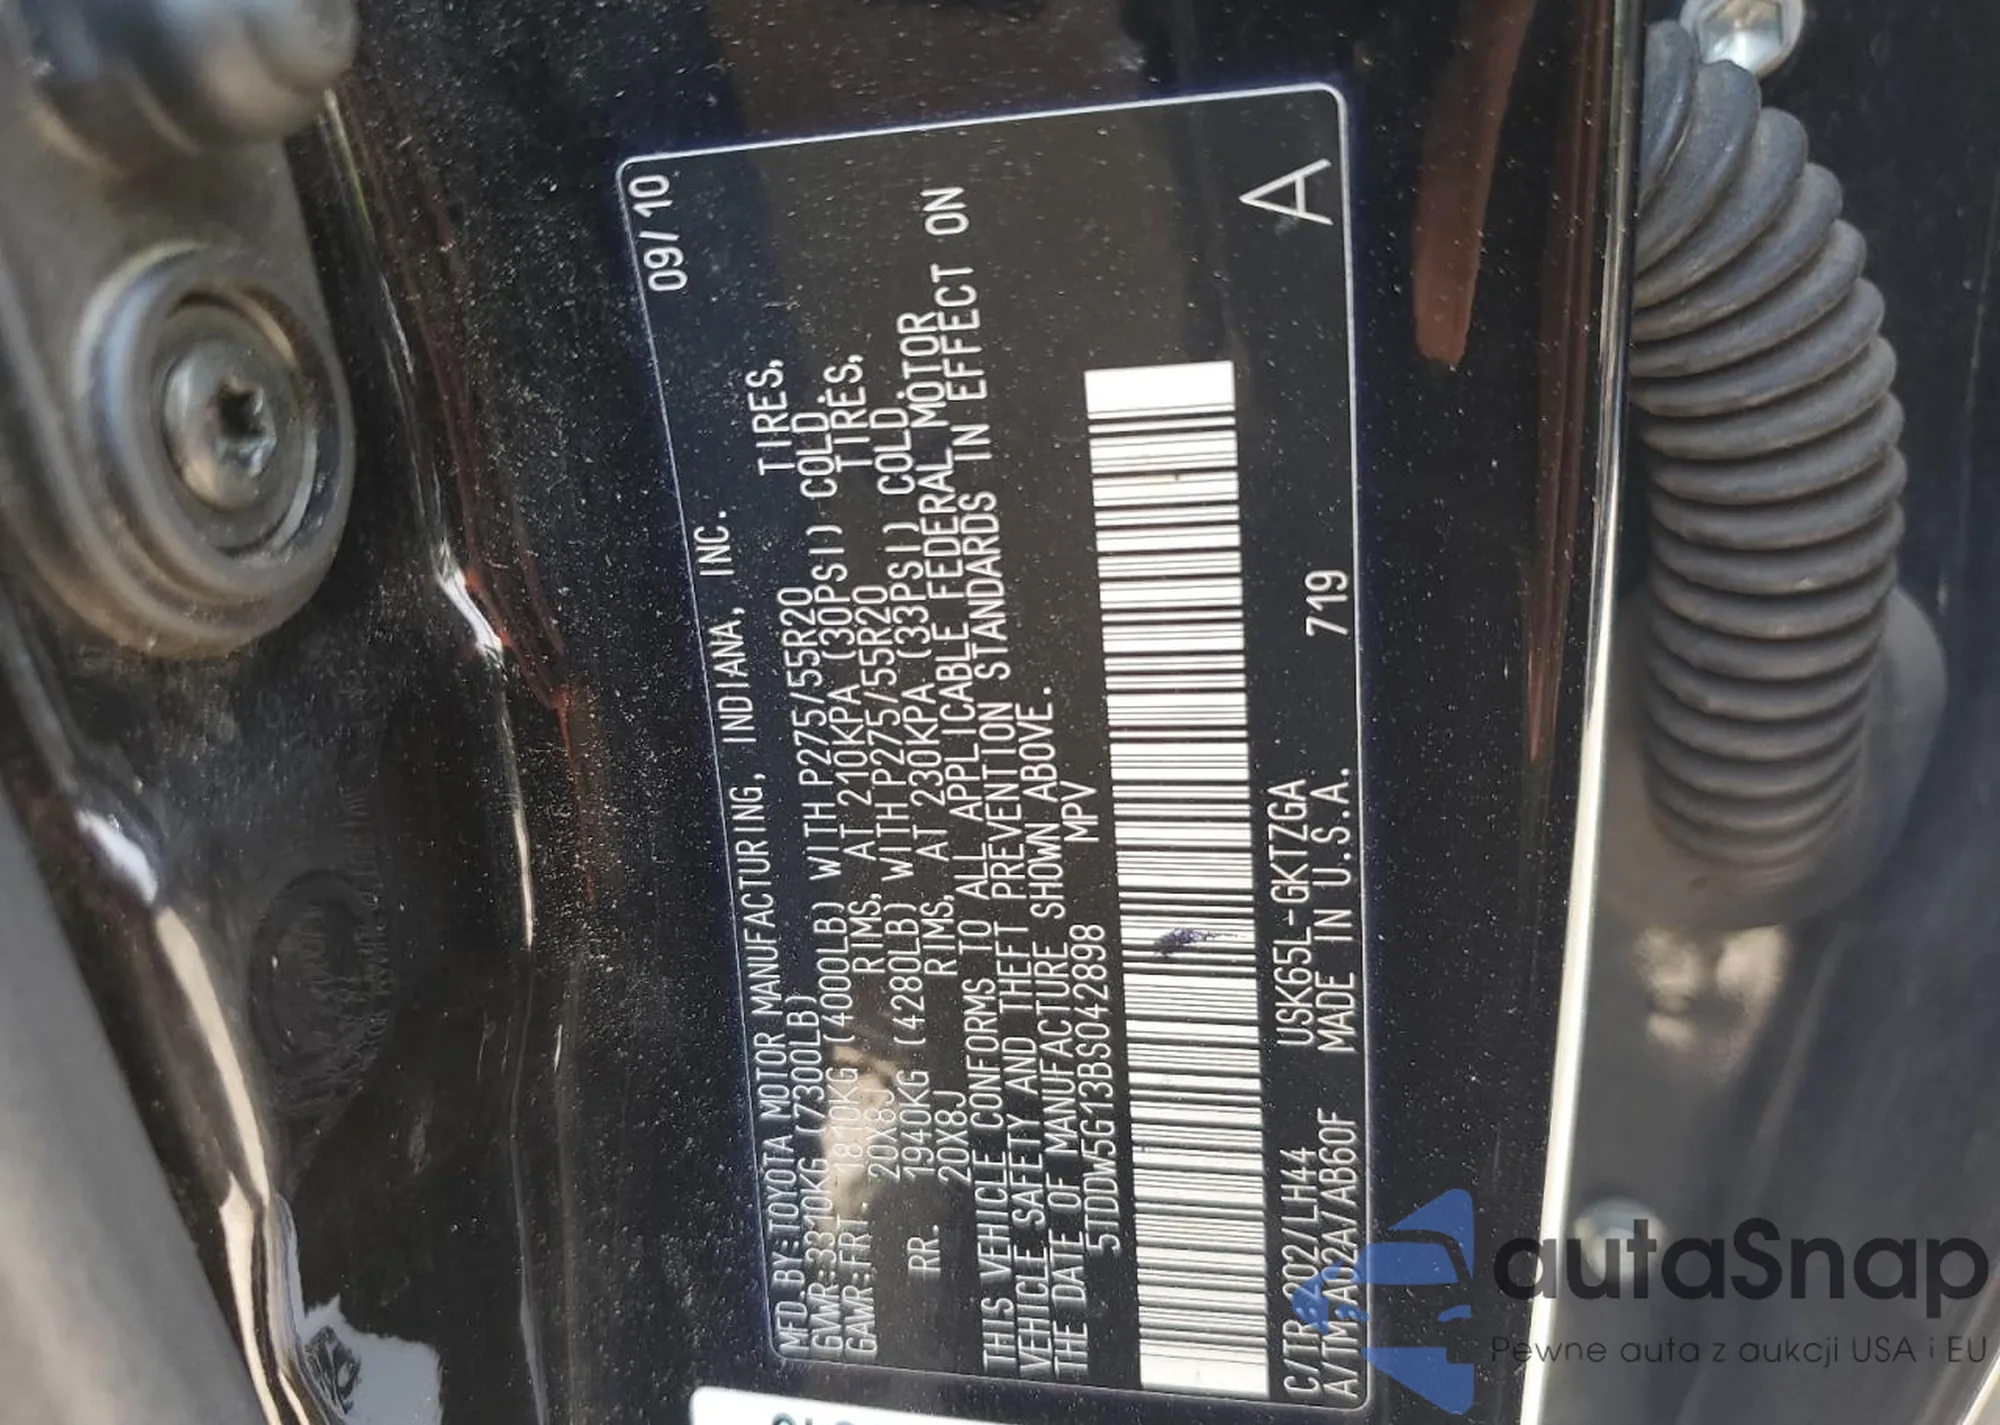 MFD.BY:TOYOTA MOTOR MANUFACTURING, INDIANA, INC. 09/10
GVWR:3310KG (7300LB)
GAWR:FRT. 1810KG (4000LB) WITH P275/55R20 TIRES,
20X8J RIMS, AT 210KPA (30PSI) COLD.
RR. 1940KG (4280LB) WITH P275/55R20 TIRES,
20X8J RIMS, AT 230KPA (33PSI) COLD.
THIS VEHICLE CONFORMS TO ALL APPLICABLE FEDERAL MOTOR
VEHICLE SAFETY AND THEFT PREVENTION STANDARDS IN EFFECT ON
THE DATE OF MANUFACTURE SHOWN ABOVE.
5TDDW5G13BS042898 MPV
C/TR:202/LH44 USK65L-GKTZGA
A/TM:A02A/AB60F MADE IN U.S.A. 719 A
autaSnap
Pewne auta z aukcji USA i EU